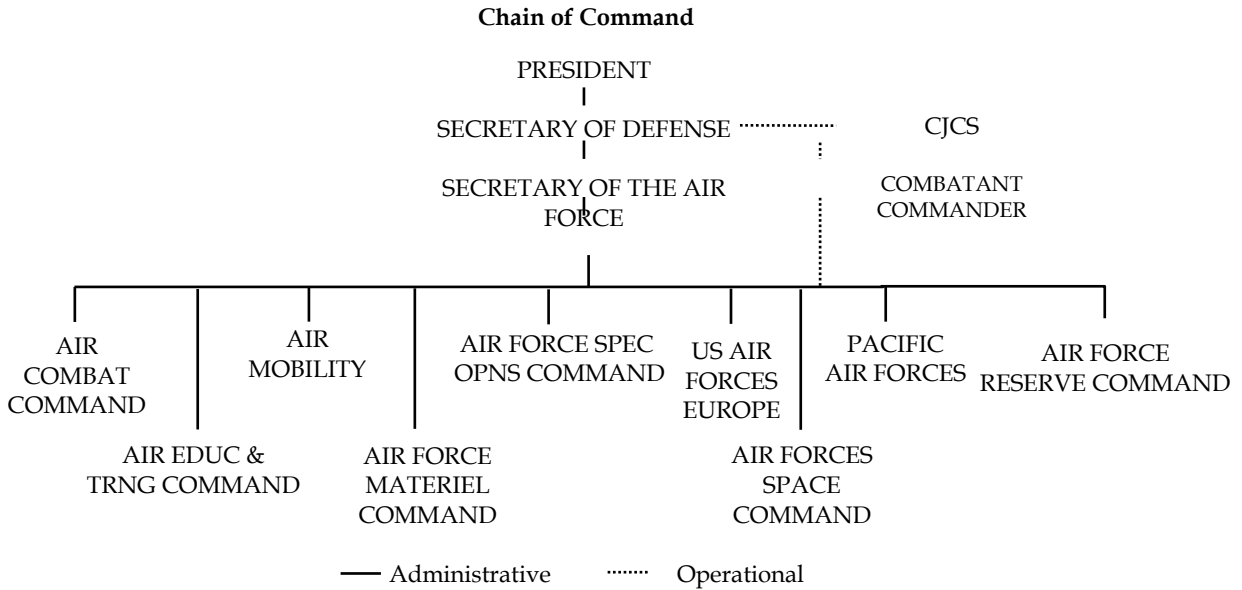 Chain of Command
PRESIDENT
SECRETARY OF DEFENSE
CJCS
SECRETARY OF THE AIR
FORCE
COMBATANT
COMMANDER
AIR
COMBAT
COMMAND
AIR
MOBILITY
AIR FORCE SPEC
OPNS COMMAND
US AIR
FORCES
EUROPE
PACIFIC
AIR FORCES
AIR FORCE
RESERVE COMMAND
AIR EDUC &
TRNG COMMAND
AIR FORCE
MATERIEL
COMMAND
AIR FORCES
SPACE
COMMAND
Administrative
Operational